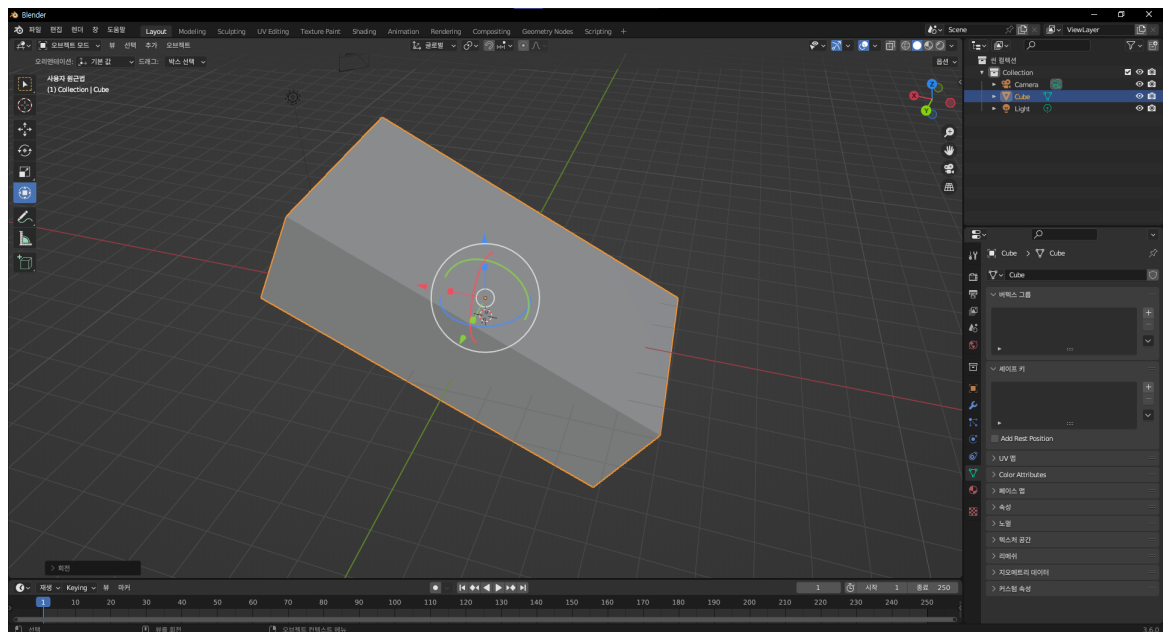 Blender
파일 편집 렌더 창 도움말 Layout Modeling Sculpting UV Editing Texture Paint Shading Animation Rendering Compositing Geometry Nodes Scripting + Scene ViewLayer
오브젝트 모드 뷰 선택 추가 오브젝트 글로벌
오리엔테이션: 기본 값 드래그: 박스 선택 옵션
사용자 원근법
(1) Collection | Cube
Z
X
Y
씬 컬렉션
Collection
Camera
Cube
Light
Cube > Cube
Cube
버텍스 그룹
셰이프 키
Add Rest Position
UV 맵
Color Attributes
페이스 맵
속성
노멀
텍스처 공간
리메쉬
지오메트리 데이터
커스텀 속성
회전
재생 Keying 뷰 마커 1 시작 1 종료 250
1 10 20 30 40 50 60 70 80 90 100 110 120 130 140 150 160 170 180 190 200 210 220 230 240 250
선택 뷰를 회전 오브젝트 컨텍스트 메뉴 3.6.0